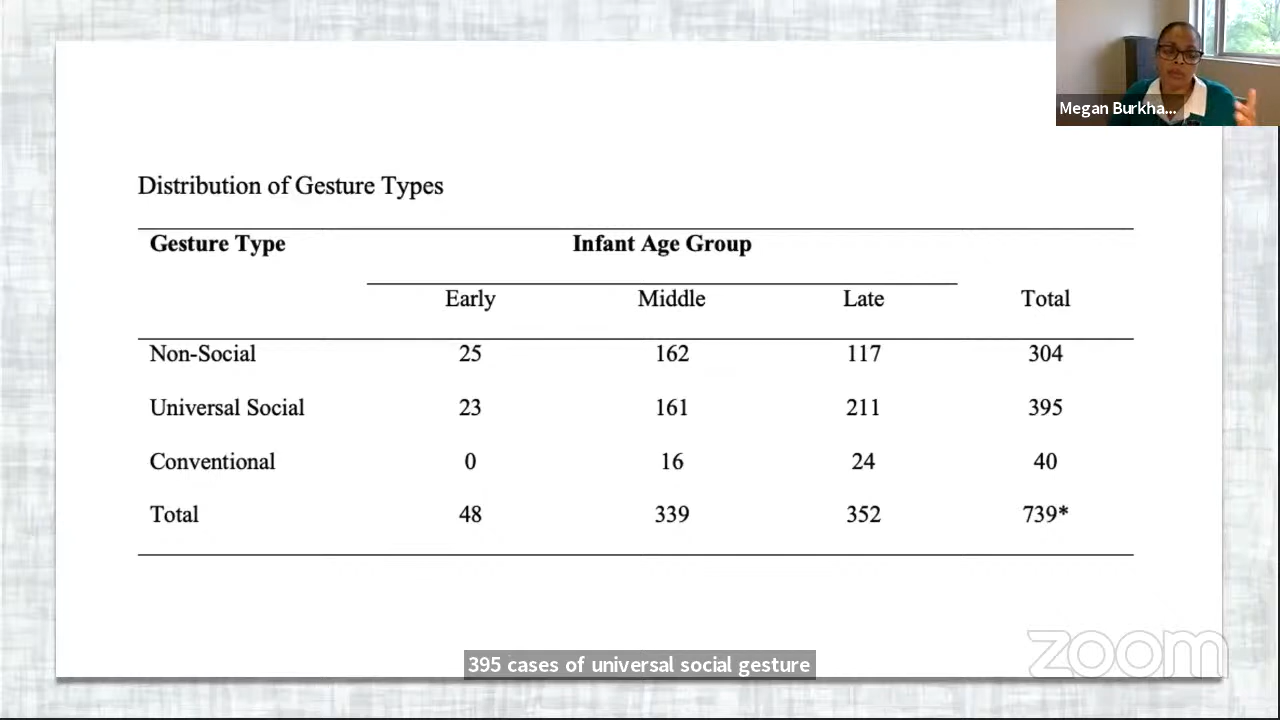 Megan Burkha...
Distribution of Gesture Types
Gesture Type Infant Age Group
Early Middle Late Total
Non-Social 25 162 117 304
Universal Social 23 161 211 395
Conventional 0 16 24 40
Total 48 339 352 739*
395 cases of universal social gesture
zoom